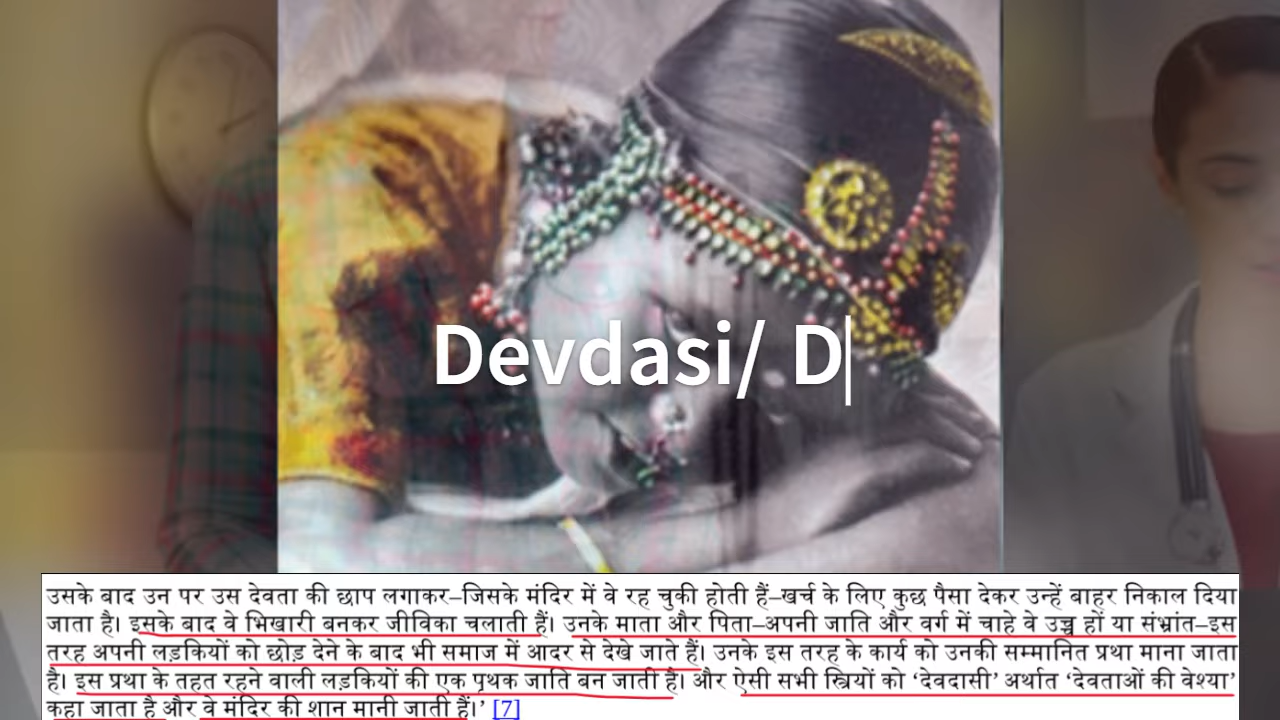 Devdasi/ D
उसके बाद उन पर उस देवता की छाप लगाकर–जिसके मंदिर में वे रह चुकी होती हैं–खर्च के लिए कुछ पैसा देकर उन्हें बाहर निकाल दिया
जाता है। इसके बाद वे भिखारी बनकर जीविका चलाती हैं। उनके माता और पिता–अपनी जाति और वर्ग में चाहे वे उच्च हों या संभ्रांत–इस
तरह अपनी लड़कियों को छोड़ देने के बाद भी समाज में आदर से देखे जाते हैं। उनके इस तरह के कार्य को उनकी सम्मानित प्रथा माना जाता
है। इस प्रथा के तहत रहने वाली लड़कियों की एक पृथक जाति बन जाती है। और ऐसी सभी स्त्रियों को ‘देवदासी’ अर्थात ‘देवताओं की वेश्या’
कहा जाता है और वे मंदिर की शान मानी जाती हैं।’ [7]